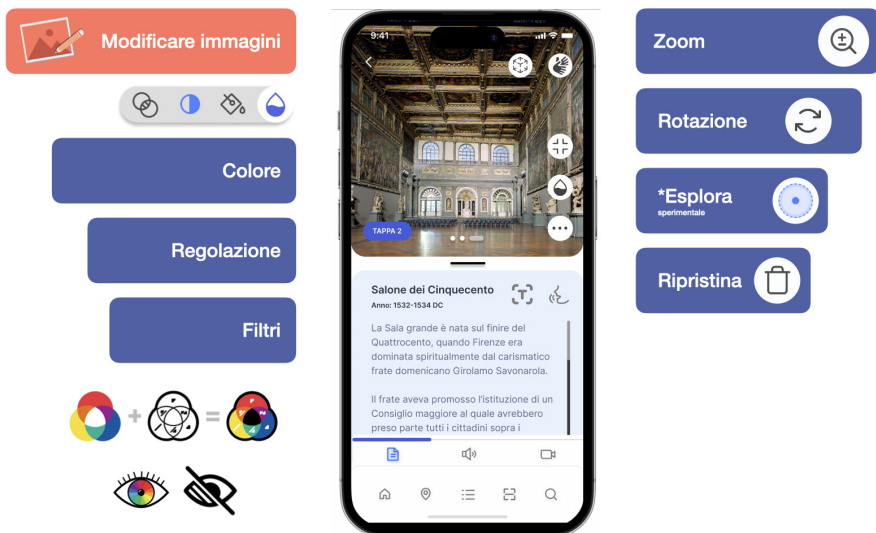 Modificare immagini
Colore
Regolazione
Filtri
9:41
TAPPA 2
Salone dei Cinquecento
Anno: 1532-1534 DC
La Sala grande è nata sul finire del
Quattrocento, quando Firenze era
dominata spiritualmente dal carismatico
frate domenicano Girolamo Savonarola.
Il frate aveva promosso l'istituzione di un
Consiglio maggiore al quale avrebbero
preso parte tutti i cittadini sopra i
Zoom
Rotazione
*Esplora
sperimentale
Ripristina